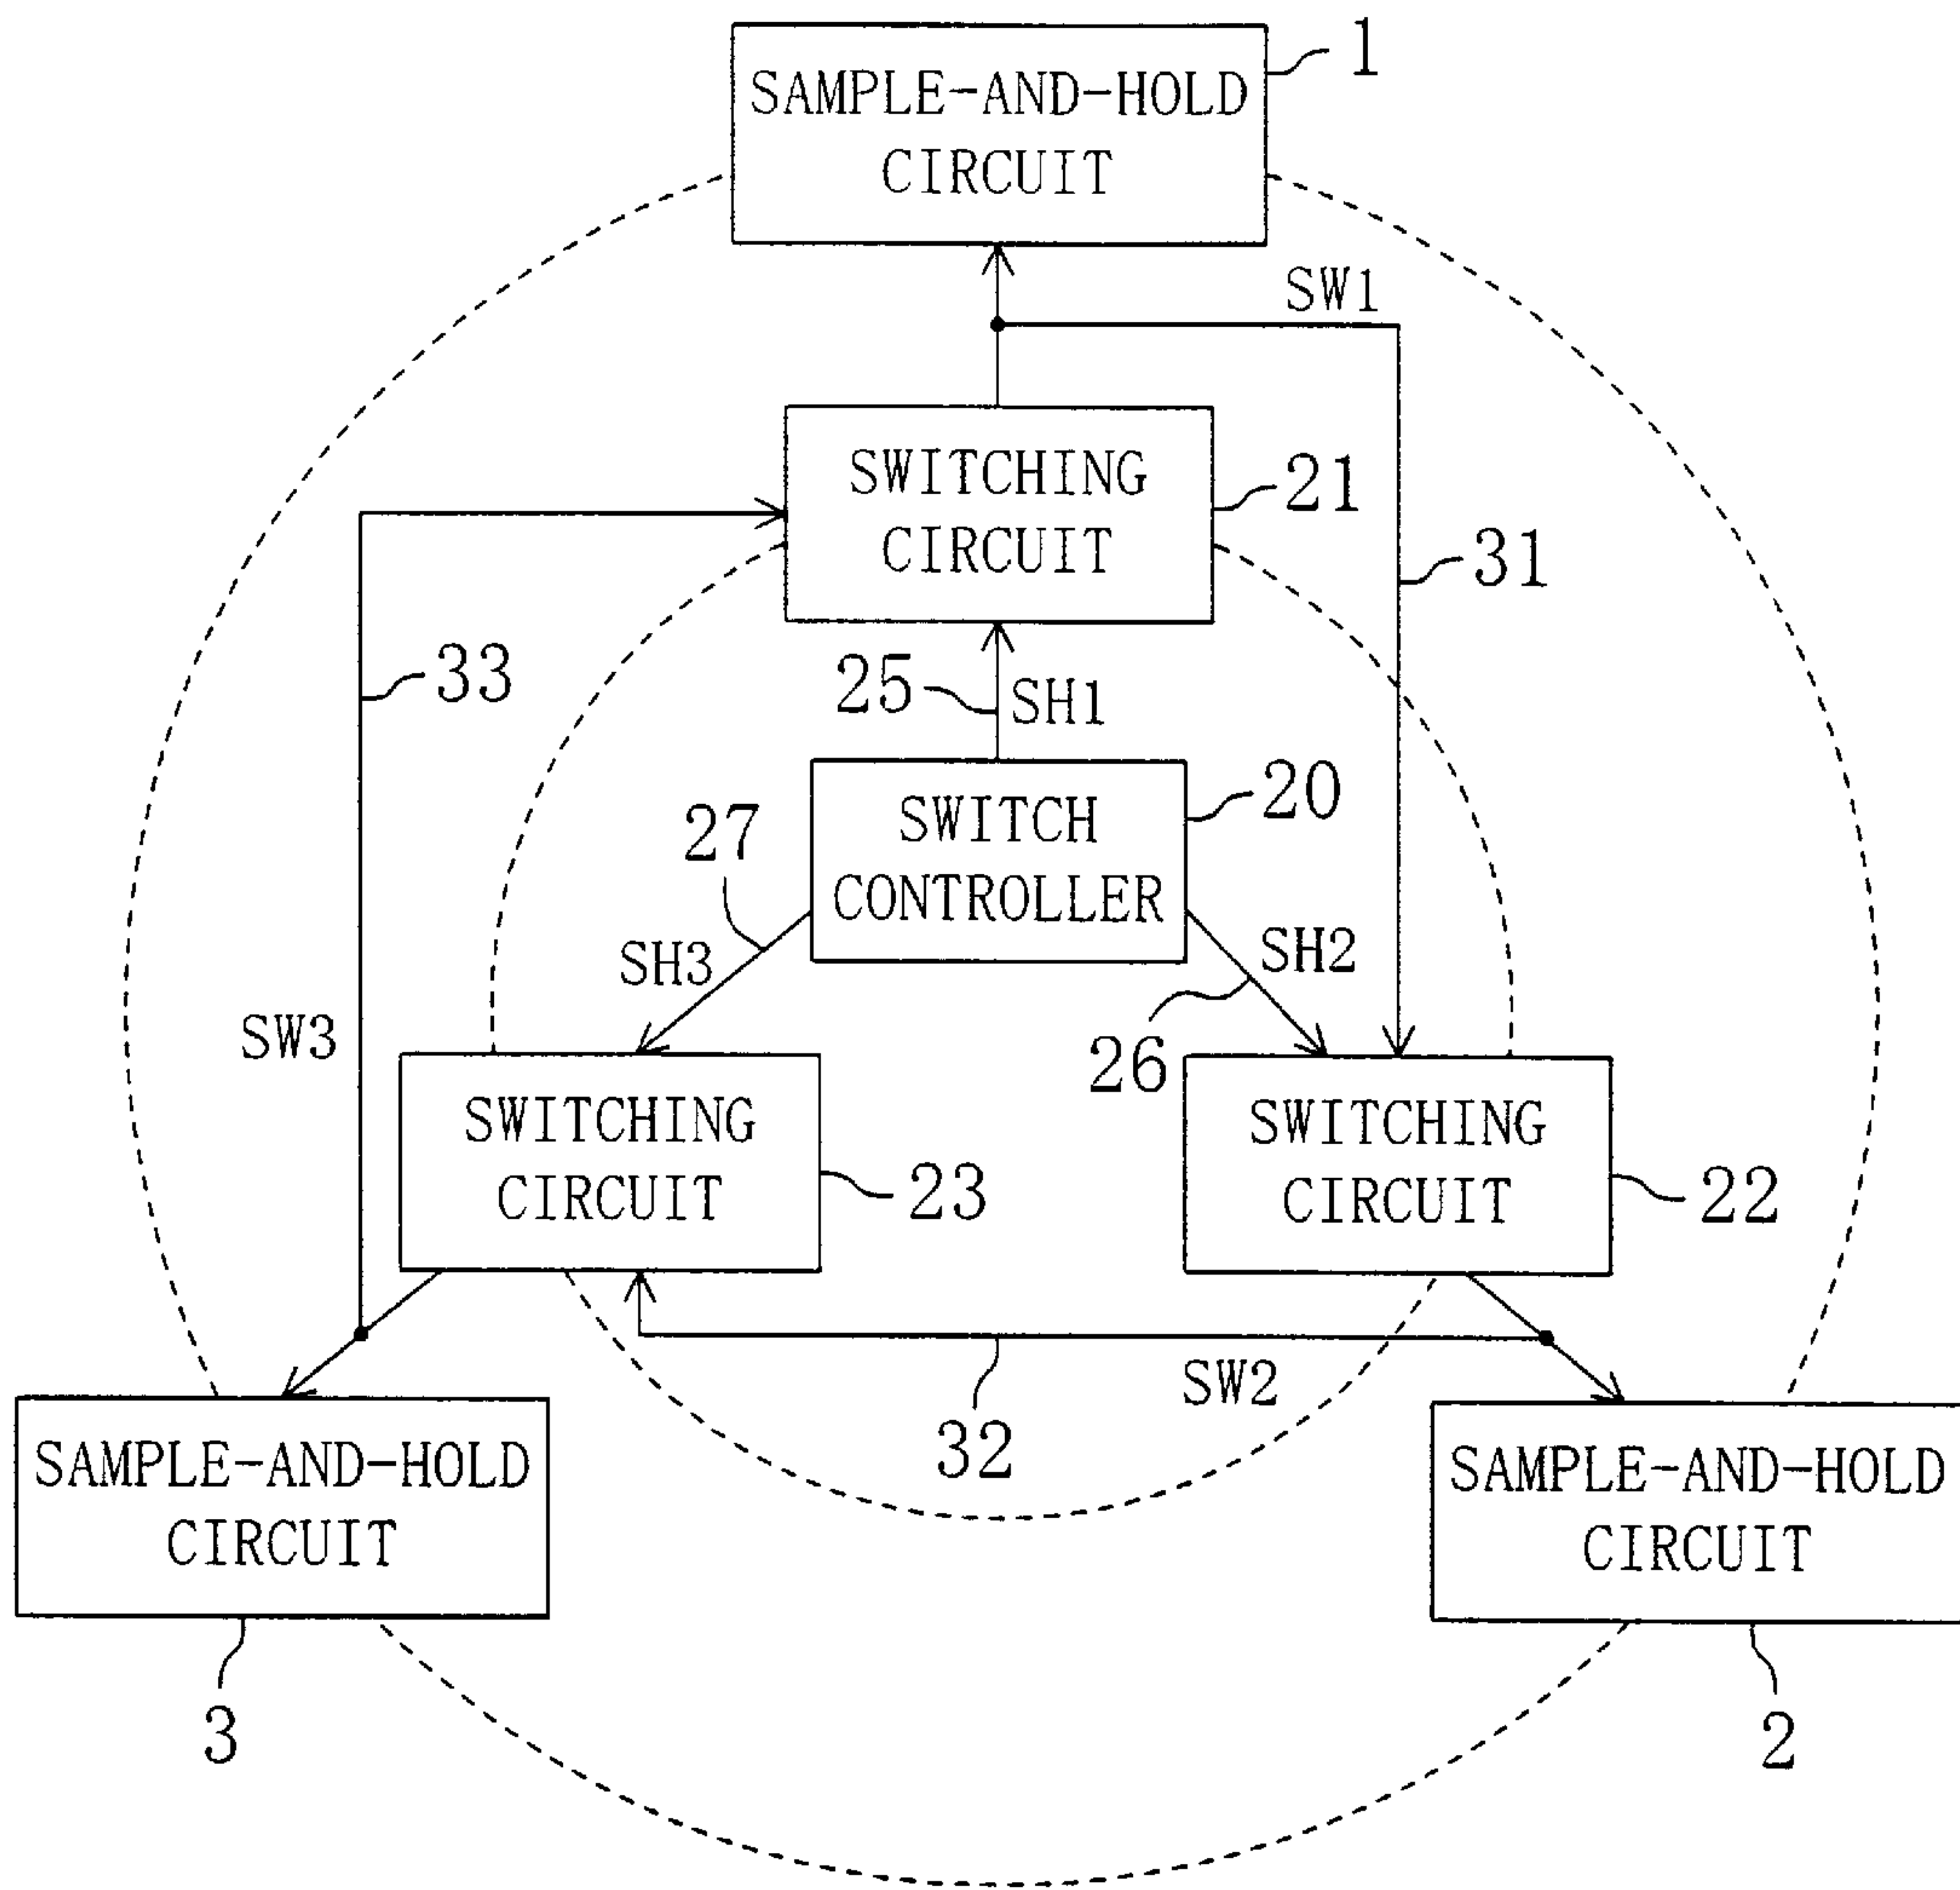 1
SAMPLE-AND-HOLD
CIRCUIT
SW1
SWITCHING
CIRCUIT
21
31
33
25
SH1
20
SWITCH
CONTROLLER
27
SH3
SH2
26
SW3
SWITCHING
CIRCUIT
23
SWITCHING
CIRCUIT
22
32
SW2
SAMPLE-AND-HOLD
CIRCUIT
3
SAMPLE-AND-HOLD
CIRCUIT
2